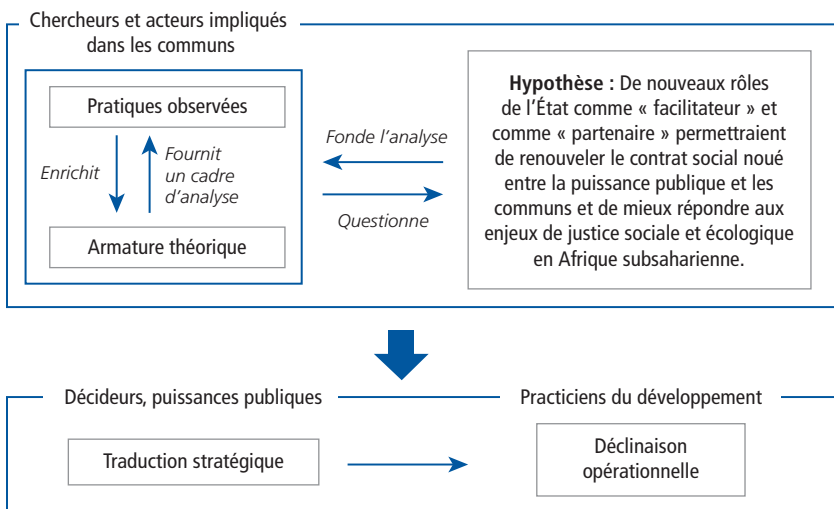 Chercheurs et acteurs impliqués
dans les communs
Pratiques observées
Enrichit
Fournit
un cadre
d’analyse
Armature théorique
Fonde l’analyse
Questionne
Hypothèse : De nouveaux rôles
de l’État comme « facilitateur » et
comme « partenaire » permettraient
de renouveler le contrat social noué
entre la puissance publique et les
communs et de mieux répondre aux
enjeux de justice sociale et écologique
en Afrique subsaharienne.
Décideurs, puissances publiques
Practiciens du développement
Traduction stratégique
Déclinaison
opérationnelle